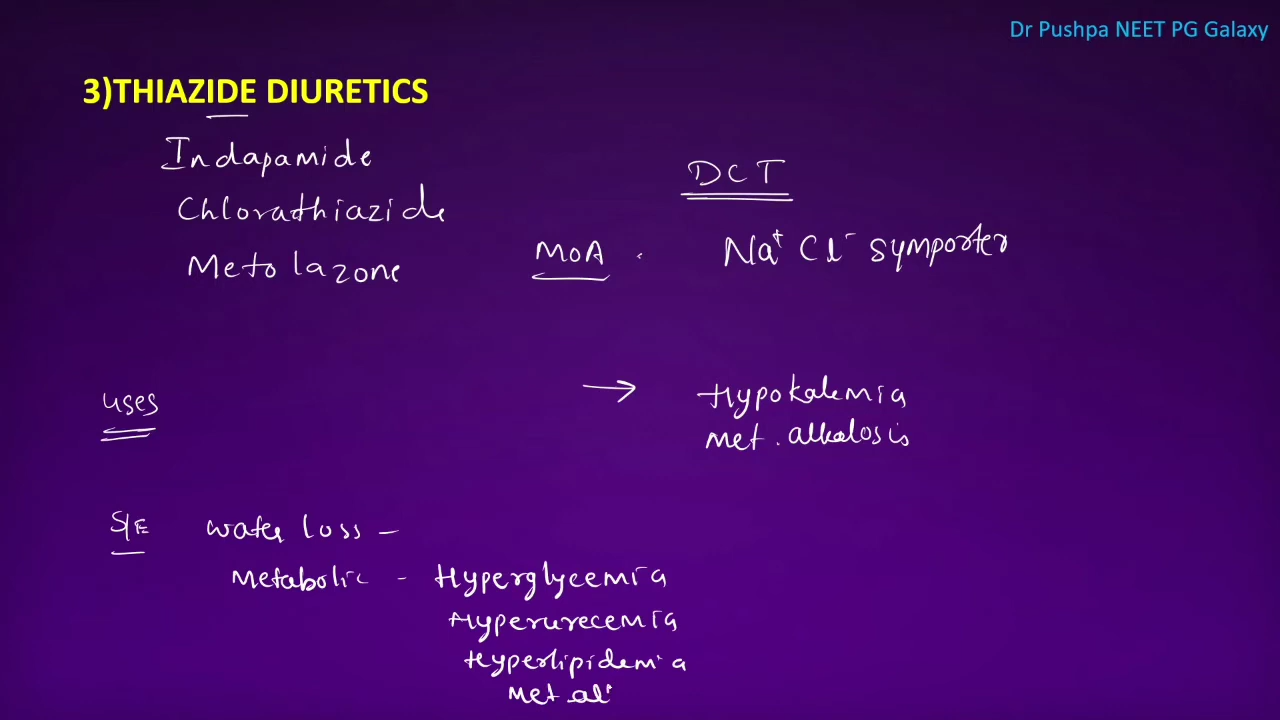 Dr Pushpa NEET PG Galaxy
3)THIAZIDE DIURETICS
Indapamide
Chlorathiazide
Metolazone
DCT
MOA . Na+ Cl- symporter
→ Hypokalemia
Met. alkalosis
uses
S/E water loss -
Metabolic - Hyperglycemia
Hyperurecemia
Hyperlipidemia
Met al